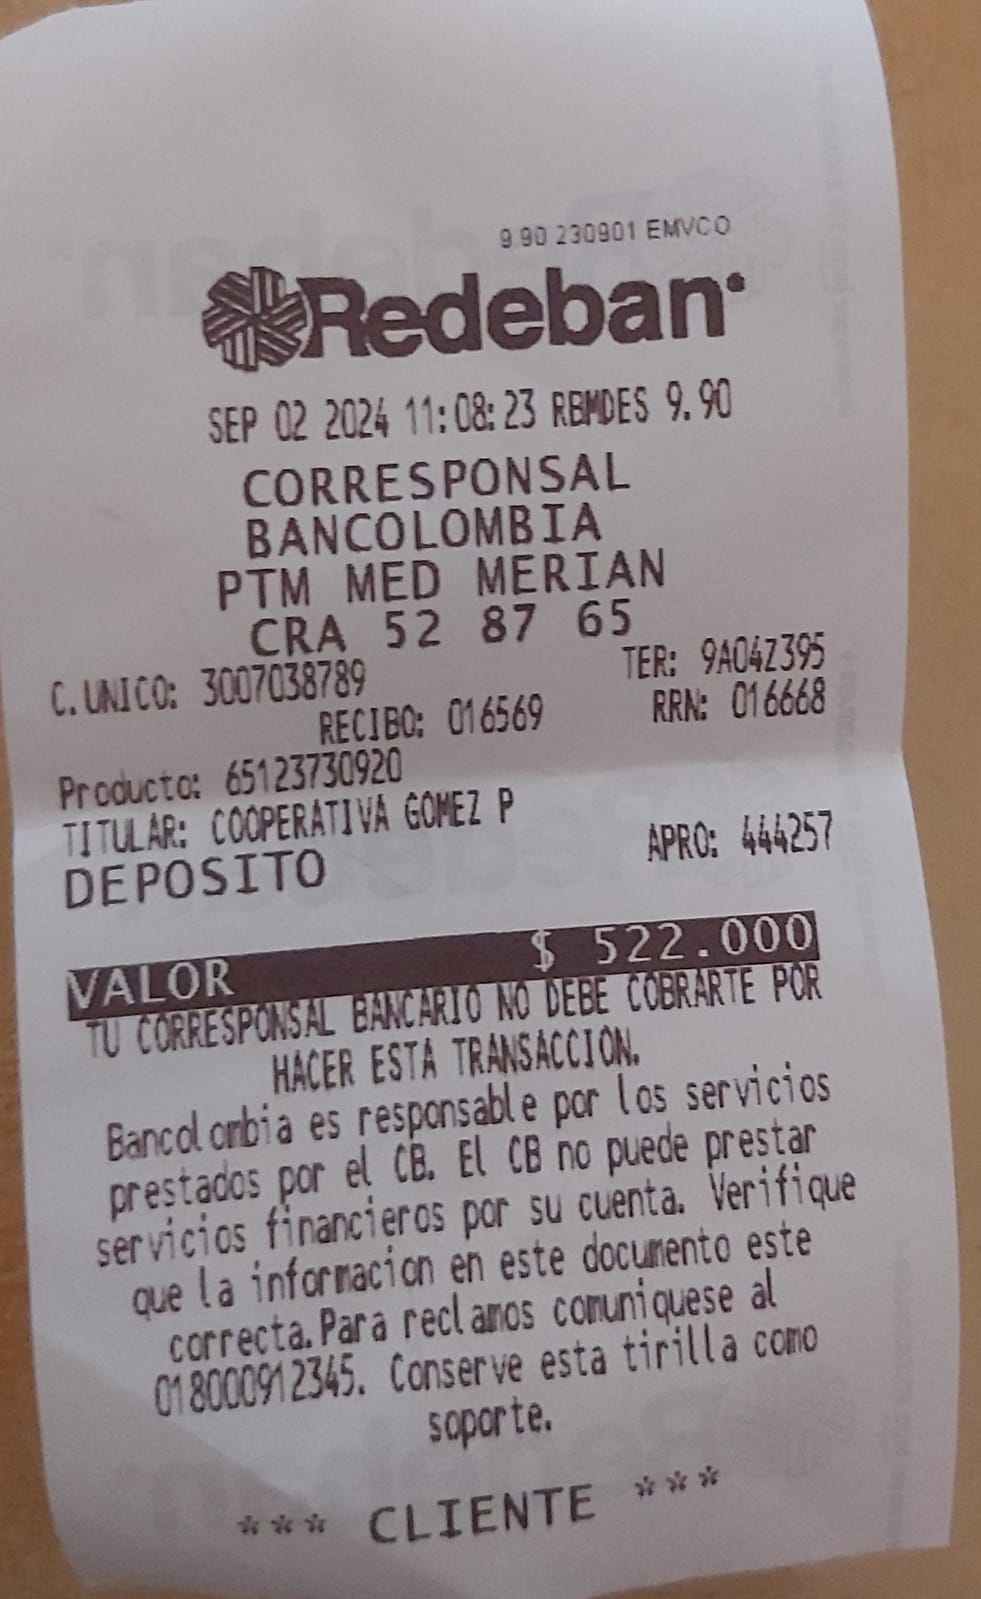 9.90 230901 EMVCO
Redeban
SEP 02 2024 11:08:23 RBMDES 9.90
CORRESPONSAL
BANCOLOMBIA
PTM MED MERIAN
CRA 52 87 65
C.UNICO: 3007038789 TER: 9A04Z395
RECIBO: 016569 RRN: 016668
Producto: 65123730920
TITULAR: COOPERATIVA GOMEZ P
DEPOSITO APRO: 444257
VALOR $ 522.000
TU CORRESPONSAL BANCARIO NO DEBE COBRARTE POR
HACER ESTA TRANSACCION.
Bancolombia es responsable por los servicios
prestados por el CB. El CB no puede prestar
servicios financieros por su cuenta. Verifique
que la informacion en este documento este
correcta.Para reclamos comuniquese al
018000912345. Conserve esta tirilla como
soporte.
*** CLIENTE ***